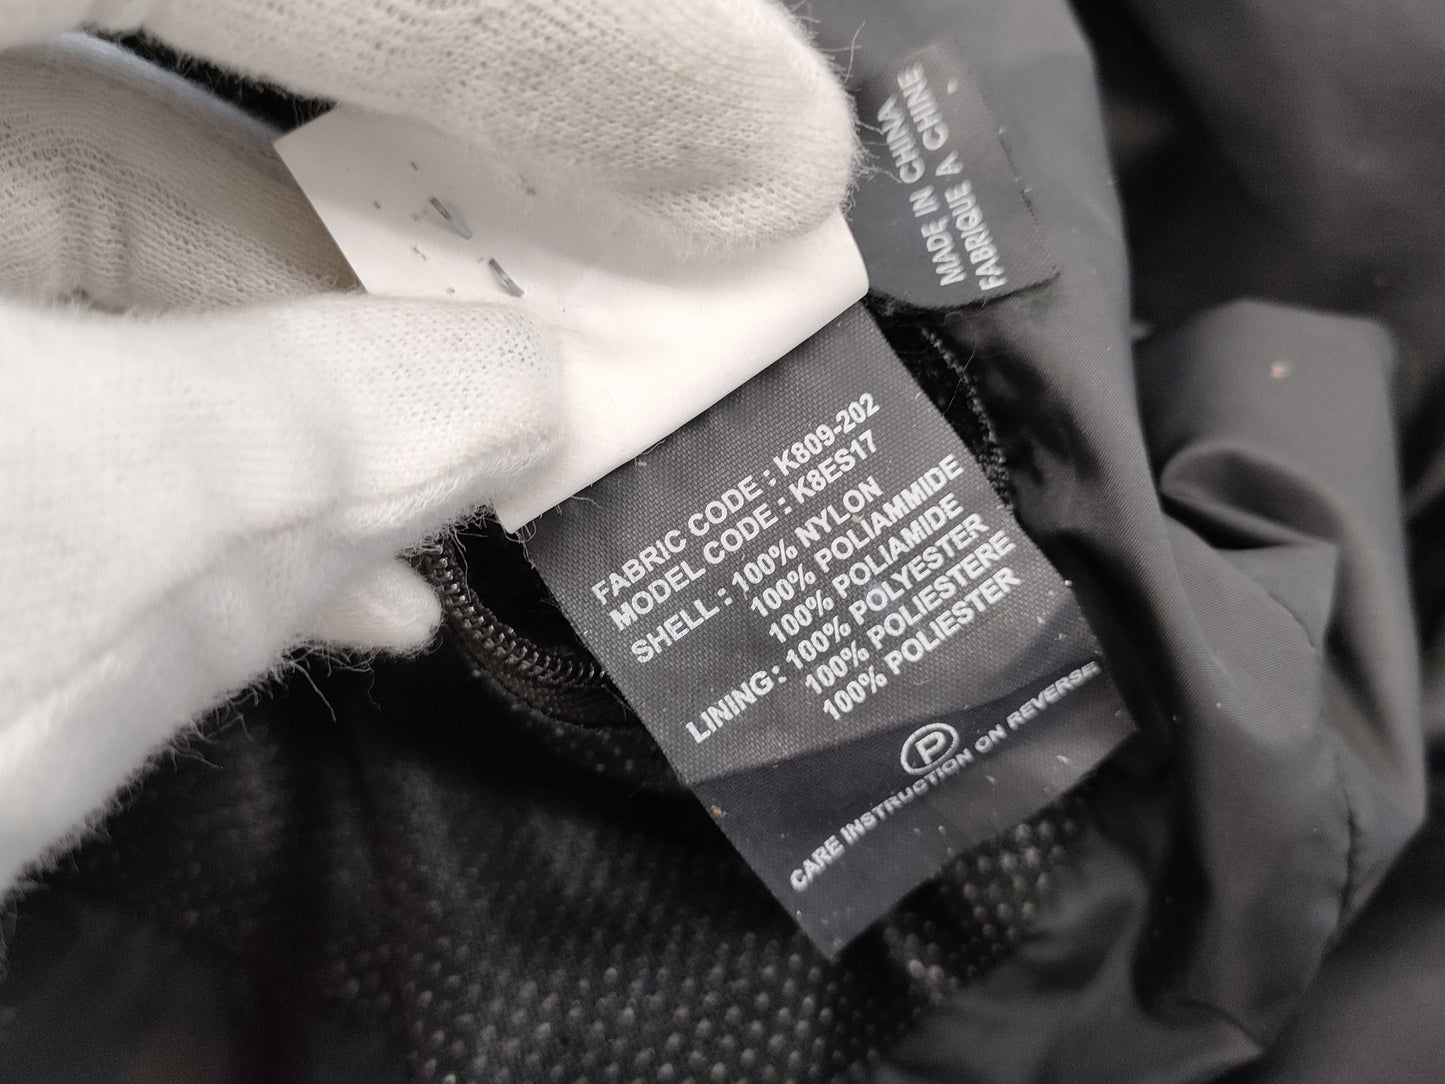 MADE IN CHINA
FABRIQUE A CHINE
FABRIC CODE : K809-202
MODEL CODE : K8ES17
SHELL : 100% NYLON
100% POLIAMMIDE
100% POLIAMIDE
LINING : 100% POLYESTER
100% POLIESTERE
100% POLIESTER
P
CARE INSTRUCTION ON REVERSE